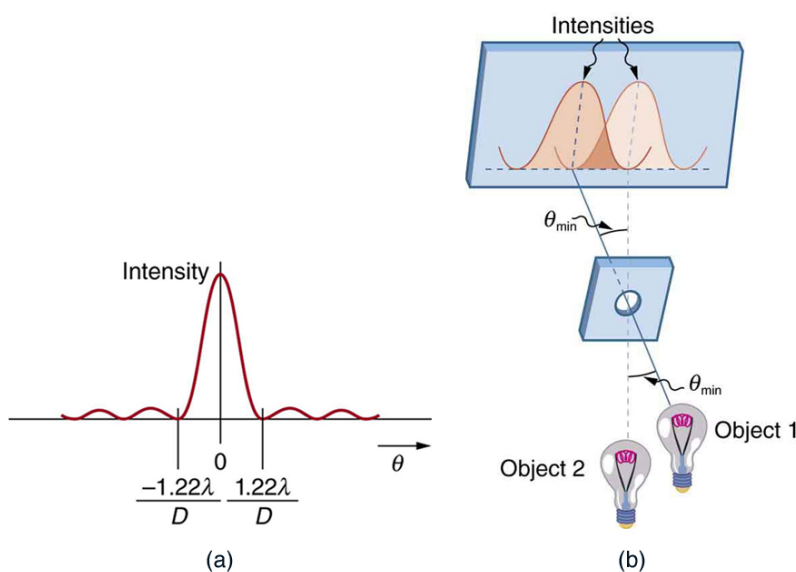 Intensity
0
θ
–1.22λ
D
1.22λ
D
(a)
Intensities
θmin
θmin
Object 1
Object 2
(b)